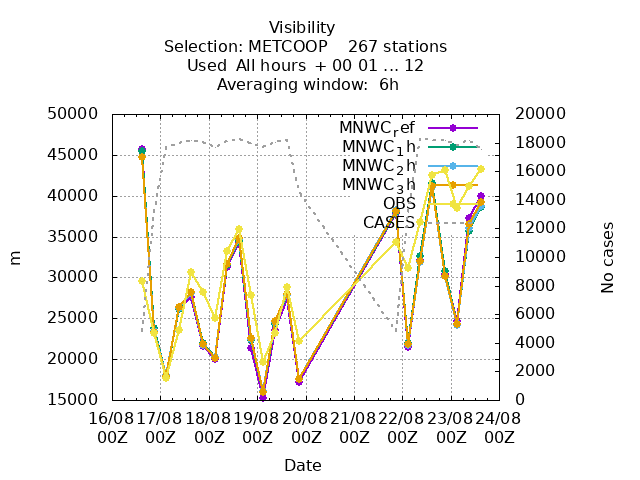 Visibility
Selection: METCOOP 267 stations
Used All hours + 00 01 ... 12
Averaging window: 6h
50000
45000
40000
35000
30000
25000
20000
15000
m
20000
18000
16000
14000
12000
10000
8000
6000
4000
2000
0
No cases
MNWC_ref
MNWC_1h
MNWC_2h
MNWC_3h
OBS
CASES
16/08 17/08 18/08 19/08 20/08 21/08 22/08 23/08 24/08
00Z 00Z 00Z 00Z 00Z 00Z 00Z 00Z 00Z
Date